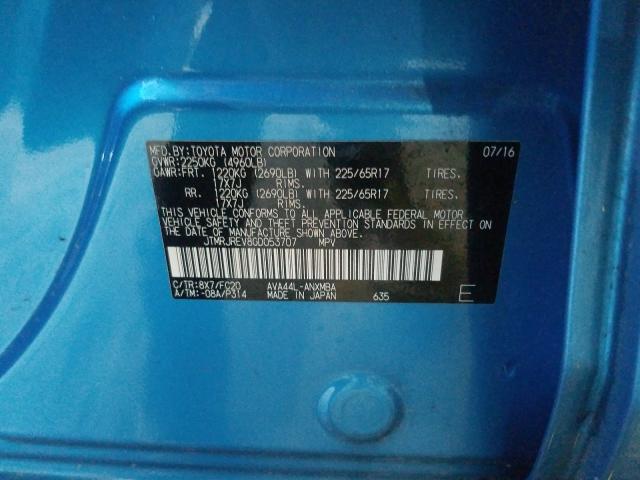 MFD.BY:TOYOTA MOTOR CORPORATION 07/16
GVWR:2250KG (4960LB)
GAWR:FRT. 1220KG (2690LB) WITH 225/65R17 TIRES.
17X7J RIMS.
RR. 1220KG (2690LB) WITH 225/65R17 TIRES.
17X7J RIMS.
THIS VEHICLE CONFORMS TO ALL APPLICABLE FEDERAL MOTOR
VEHICLE SAFETY AND THEFT PREVENTION STANDARDS IN EFFECT ON
THE DATE OF MANUFACTURE SHOWN ABOVE.
JTMRJREV8GD053707 MPV
C/TR:8X7/FC20 AVA44L-ANXMBA
A/TM:-08A/P314 MADE IN JAPAN 635 E